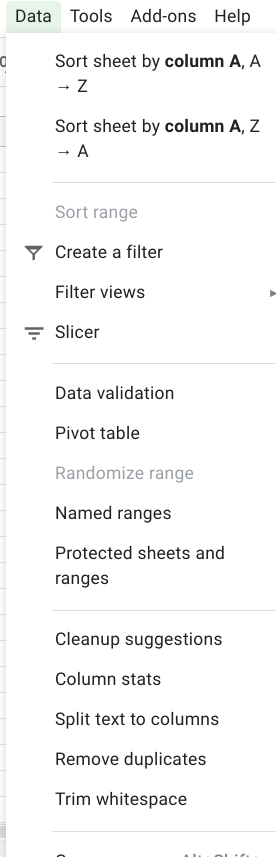 Data Tools Add-ons Help
Sort sheet by column A, A
→ Z
Sort sheet by column A, Z
→ A
Sort range
Create a filter
Filter views
Slicer
Data validation
Pivot table
Randomize range
Named ranges
Protected sheets and
ranges
Cleanup suggestions
Column stats
Split text to columns
Remove duplicates
Trim whitespace